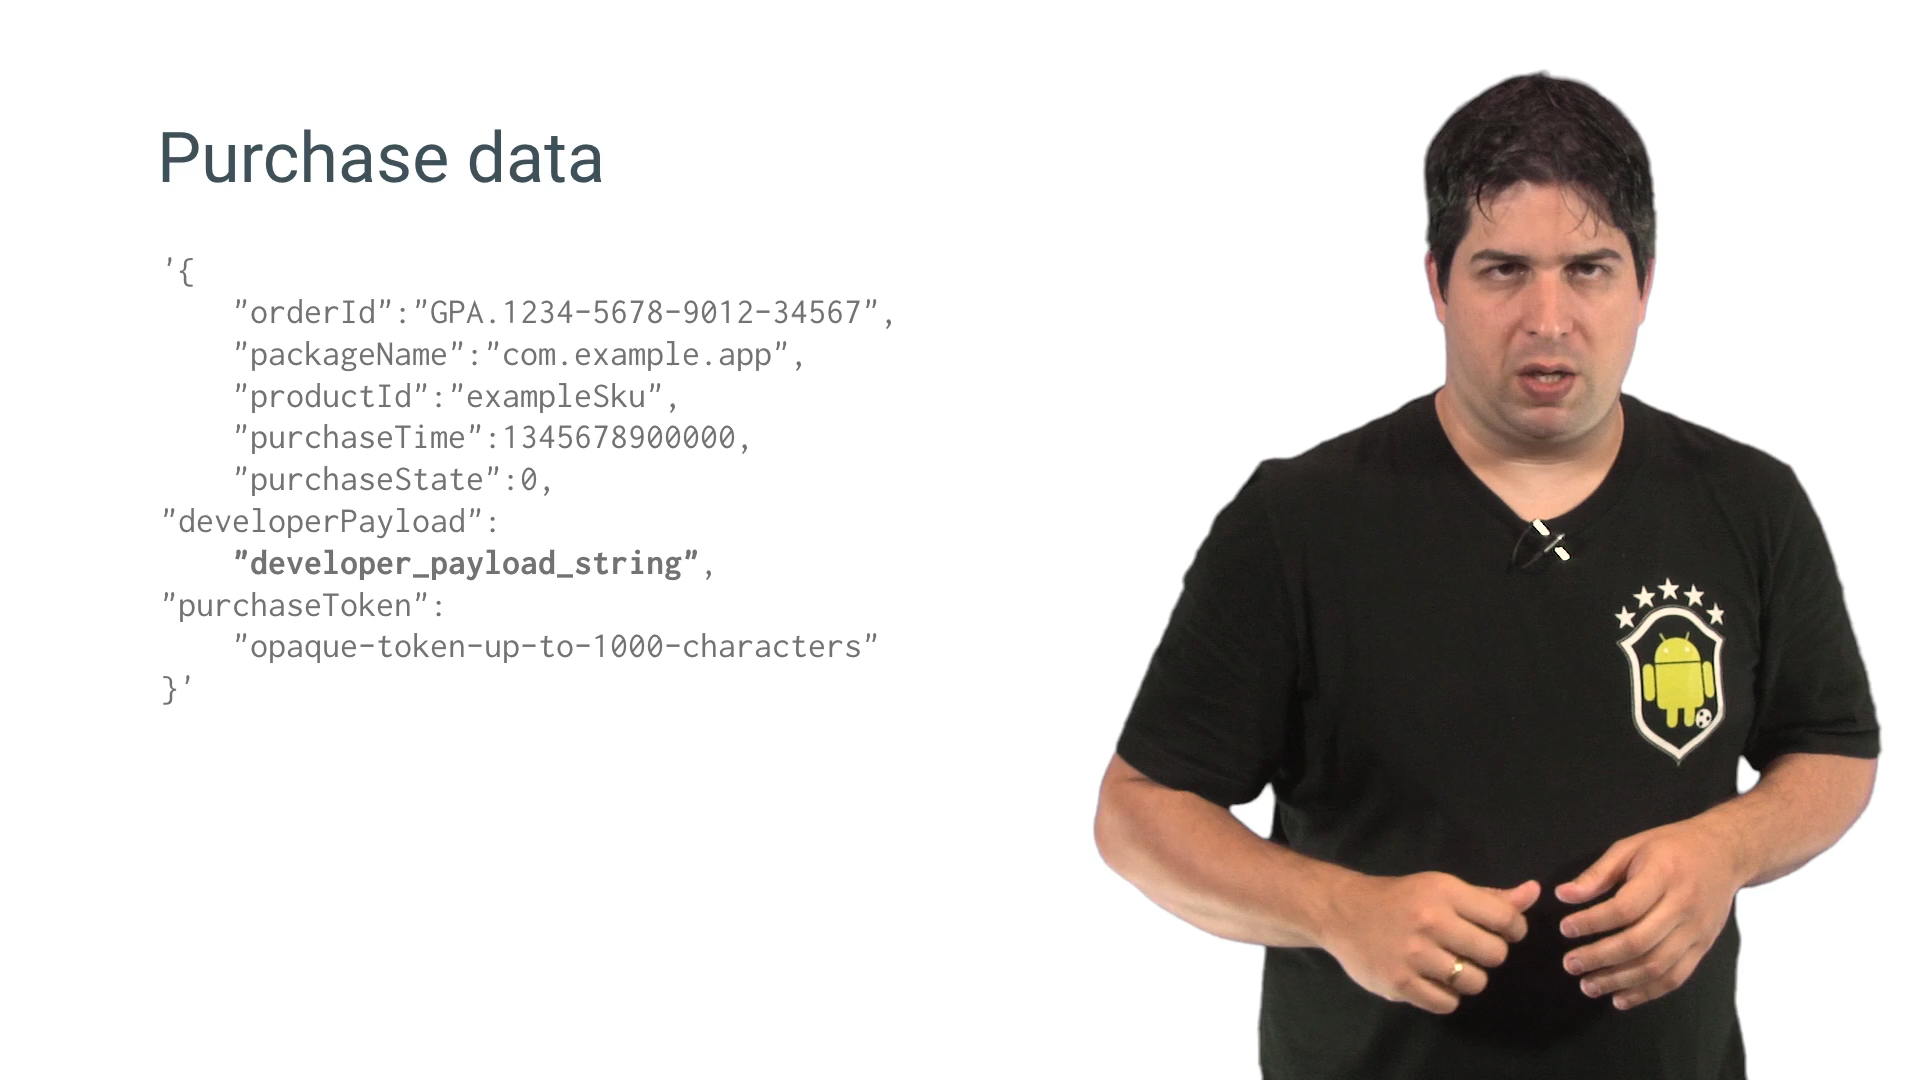 Purchase data
'{
"orderId":"GPA.1234-5678-9012-34567",
"packageName":"com.example.app",
"productId":"exampleSku",
"purchaseTime":1345678900000,
"purchaseState":0,
"developerPayload":
"developer_payload_string",
"purchaseToken":
"opaque-token-up-to-1000-characters"
}'